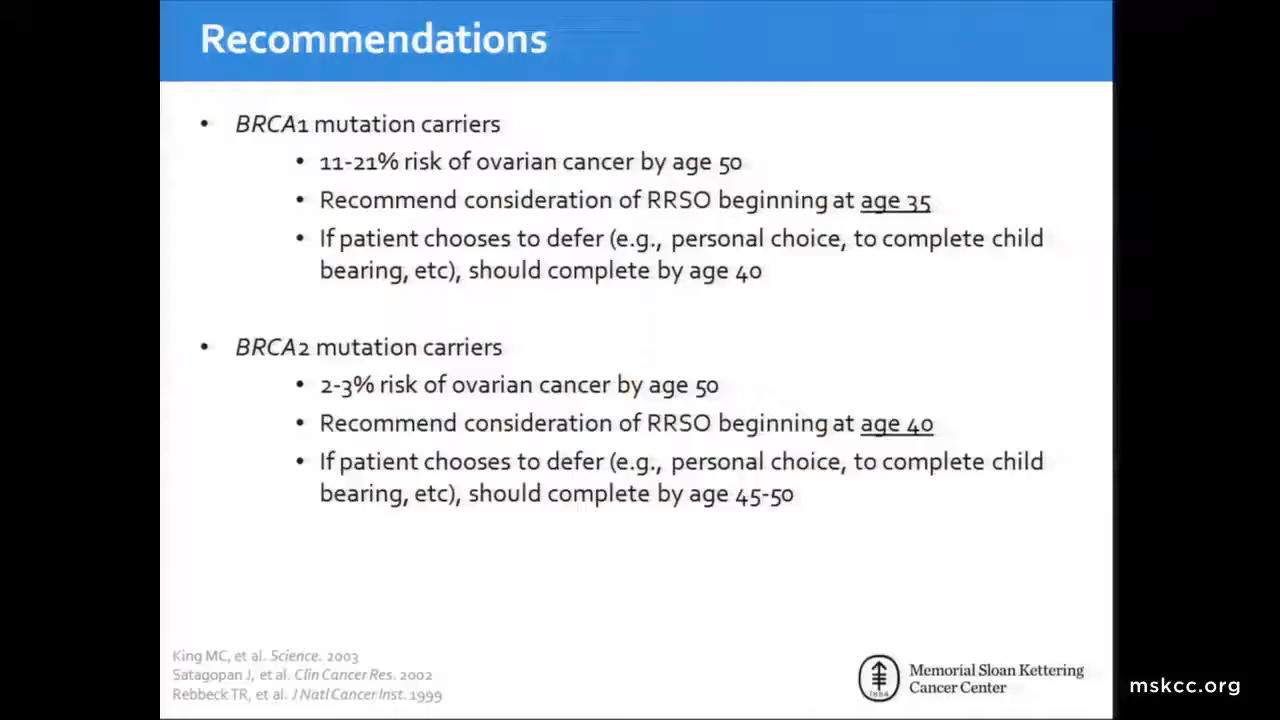 Recommendations
• BRCA1 mutation carriers
• 11-21% risk of ovarian cancer by age 50
• Recommend consideration of RRSO beginning at age 35
• If patient chooses to defer (e.g., personal choice, to complete child
bearing, etc), should complete by age 40
• BRCA2 mutation carriers
• 2-3% risk of ovarian cancer by age 50
• Recommend consideration of RRSO beginning at age 40
• If patient chooses to defer (e.g., personal choice, to complete child
bearing, etc), should complete by age 45-50
King MC, et al. Science. 2003
Satagopan J, et al. Clin Cancer Res. 2002
Rebbeck TR, et al. J Natl Cancer Inst. 1999
1884
Memorial Sloan Kettering
Cancer Center
mskcc.org